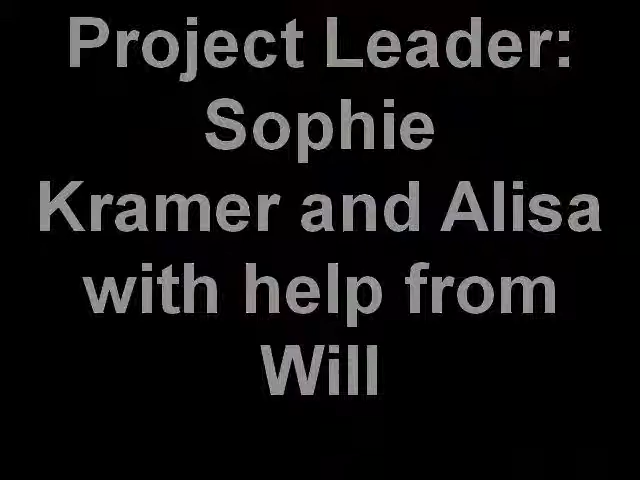 Project Leader:
Sophie
Kramer and Alisa
with help from
Will